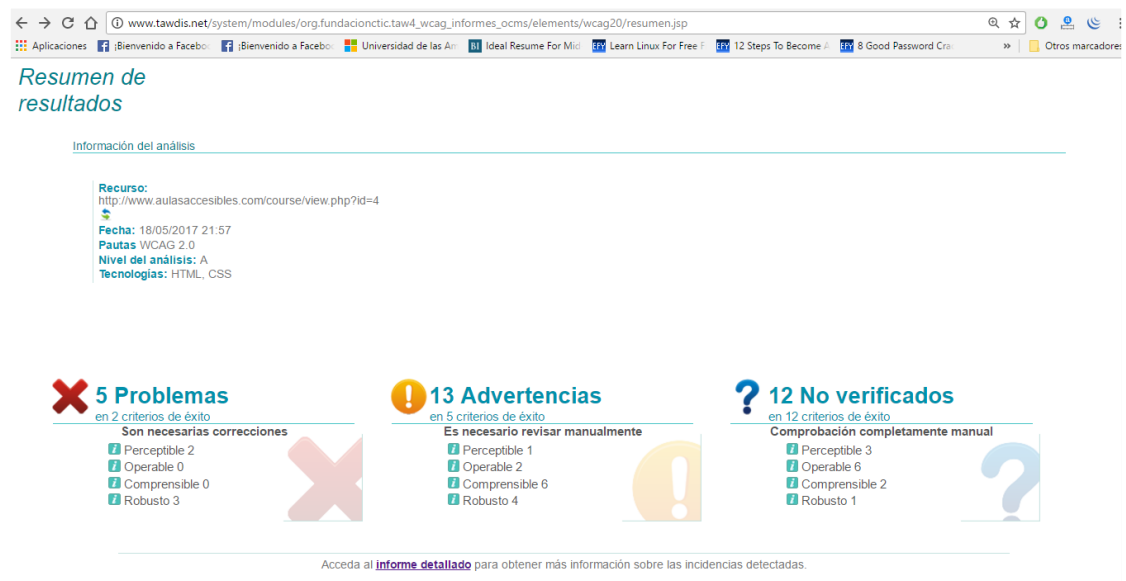 www.tawdis.net/system/modules/org.fundacionctic.taw4_wcag_informes_ocms/elements/wcag20/resumen.jsp
Aplicaciones ¡Bienvenido a Facebo ¡Bienvenido a Facebo Universidad de las Am BI Ideal Resume For Mid EFY Learn Linux For Free F EFY 12 Steps To Become A EFY 8 Good Password Crac » Otros marcadores
Resumen de
resultados
Información del análisis
Recurso:
http://www.aulasaccesibles.com/course/view.php?id=4
Fecha: 18/05/2017 21:57
Pautas WCAG 2.0
Nivel del análisis: A
Tecnologías: HTML, CSS
5 Problemas
en 2 criterios de éxito
Son necesarias correcciones
Perceptible 2
Operable 0
Comprensible 0
Robusto 3
13 Advertencias
en 5 criterios de éxito
Es necesario revisar manualmente
Perceptible 1
Operable 2
Comprensible 6
Robusto 4
12 No verificados
en 12 criterios de éxito
Comprobación completamente manual
Perceptible 3
Operable 6
Comprensible 2
Robusto 1
Acceda al informe detallado para obtener más información sobre las incidencias detectadas.